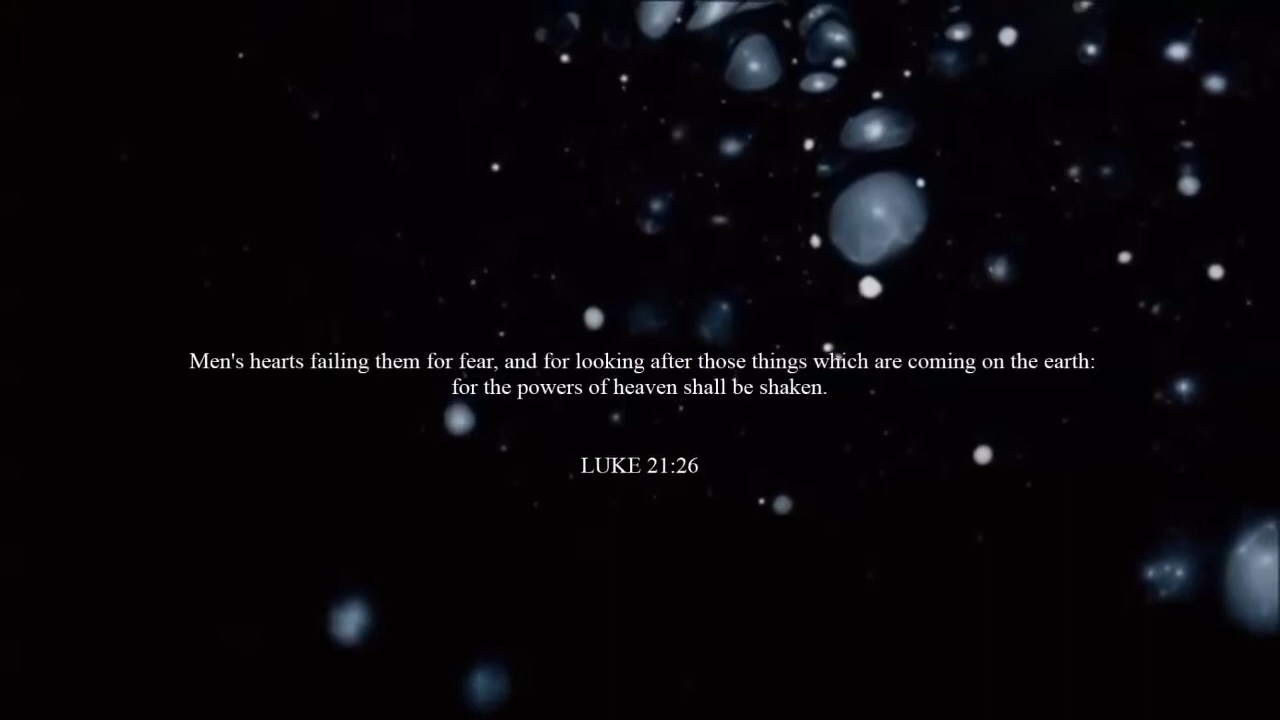 Men's hearts failing them for fear, and for looking after those things which are coming on the earth:
for the powers of heaven shall be shaken.
LUKE 21:26